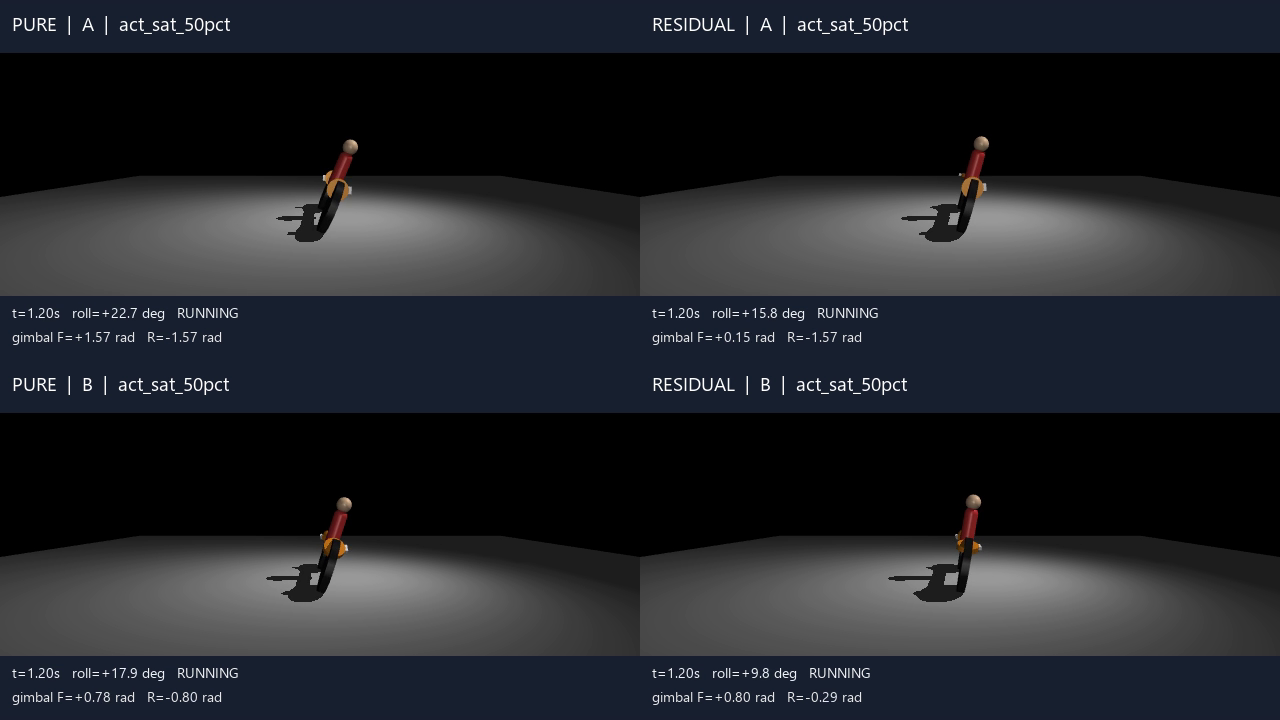 PURE | A | act_sat_50pct
t=1.20s roll=+22.7 deg RUNNING
gimbal F=+1.57 rad R=-1.57 rad
RESIDUAL | A | act_sat_50pct
t=1.20s roll=+15.8 deg RUNNING
gimbal F=+0.15 rad R=-1.57 rad
PURE | B | act_sat_50pct
t=1.20s roll=+17.9 deg RUNNING
gimbal F=+0.78 rad R=-0.80 rad
RESIDUAL | B | act_sat_50pct
t=1.20s roll=+9.8 deg RUNNING
gimbal F=+0.80 rad R=-0.29 rad